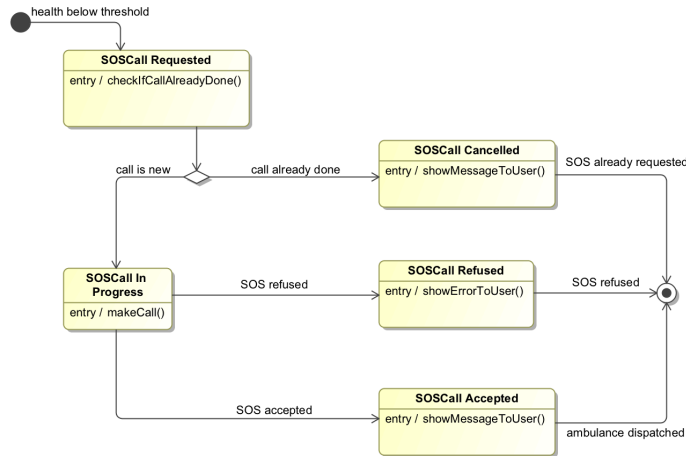 health below threshold
SOSCall Requested
entry / checkIfCallAlreadyDone()
call is new
call already done
SOSCall Cancelled
entry / showMessageToUser()
SOS already requested
SOSCall In
Progress
entry / makeCall()
SOS refused
SOSCall Refused
entry / showErrorToUser()
SOS refused
SOS accepted
SOSCall Accepted
entry / showMessageToUser()
ambulance dispatched